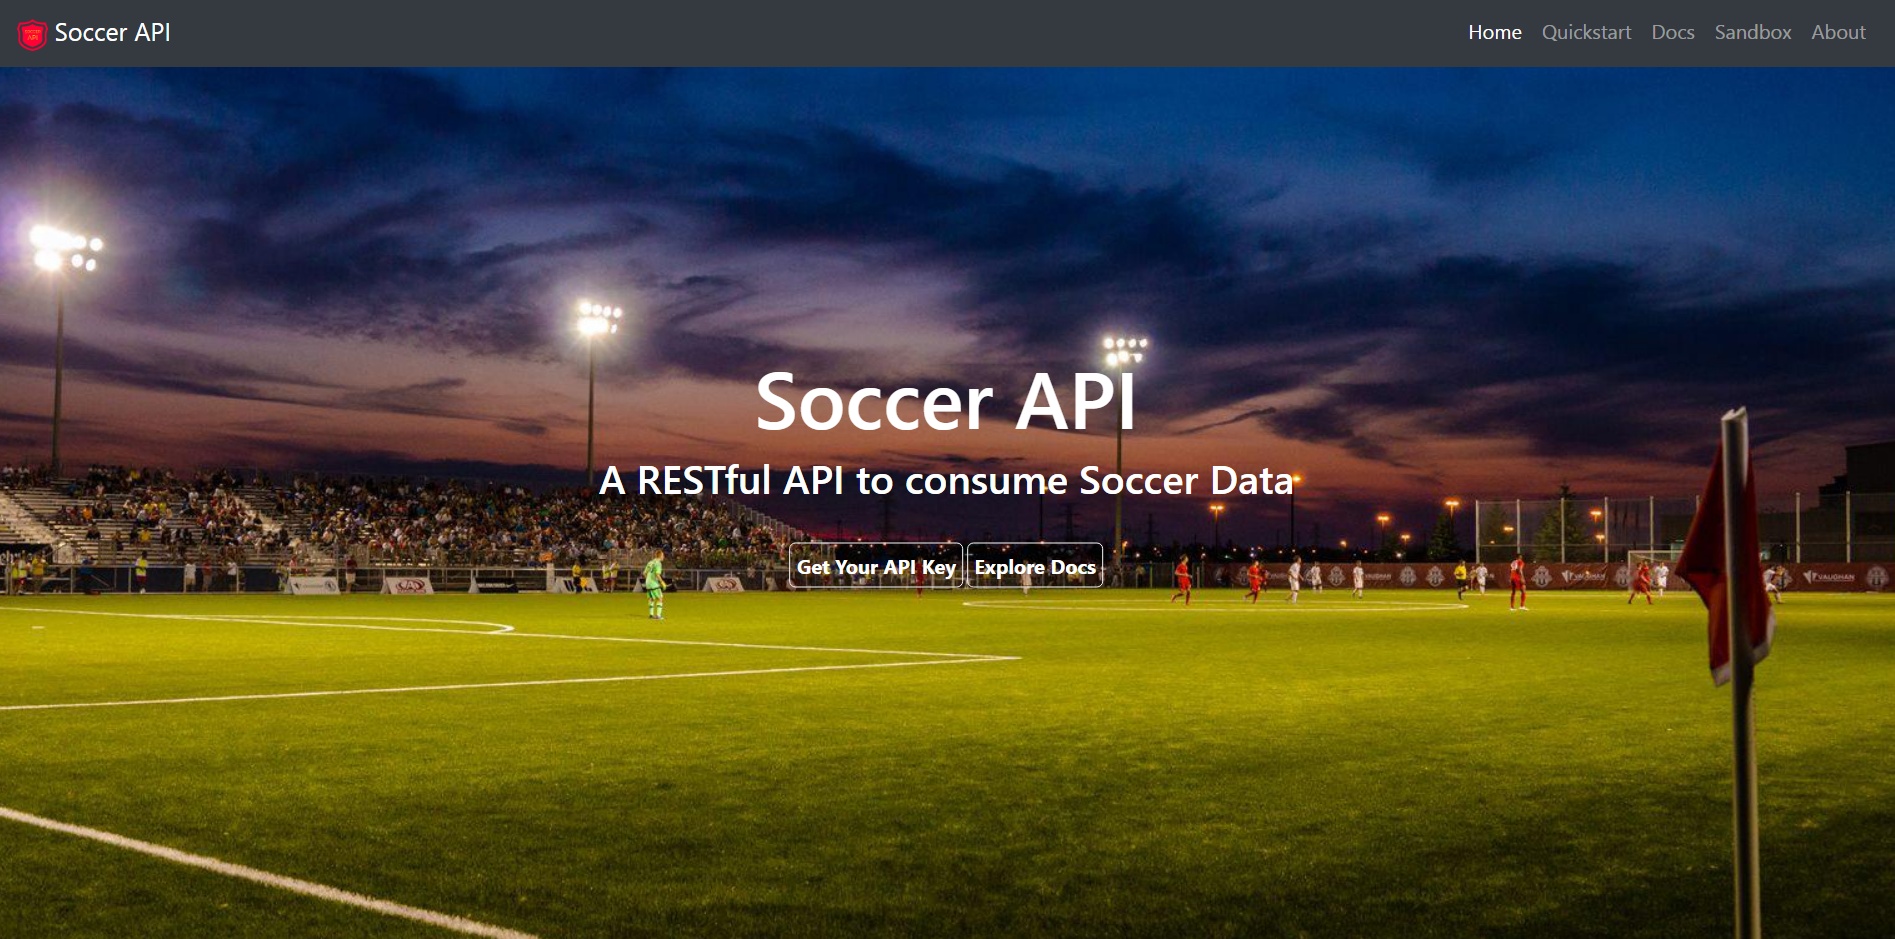 Soccer API
Home Quickstart Docs Sandbox About
Soccer API
A RESTful API to consume Soccer Data
Get Your API Key Explore Docs
VAUGHAN